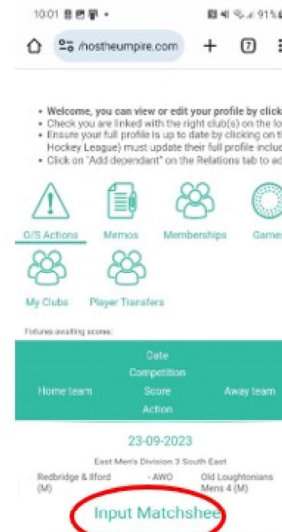 10:01
91%
hostheumpire.com
7
• Welcome, you can view or edit your profile by click
• Check you are linked with the right club(s) on the lo
• Ensure your full profile is up to date by clicking on t
Hockey League) must update their full profile includ
• Click on "Add dependant" on the Relations tab to ad
O/S Actions Memos Memberships Game
My Clubs Player Transfers
Fixtures awaiting scores:
Date
Competition
Home team Score Away team
Action
23-09-2023
East Men's Division 3 South East
Redbridge & Ilford - AWO Old Loughtonians
(M) Mens 4 (M)
Input Matchshee